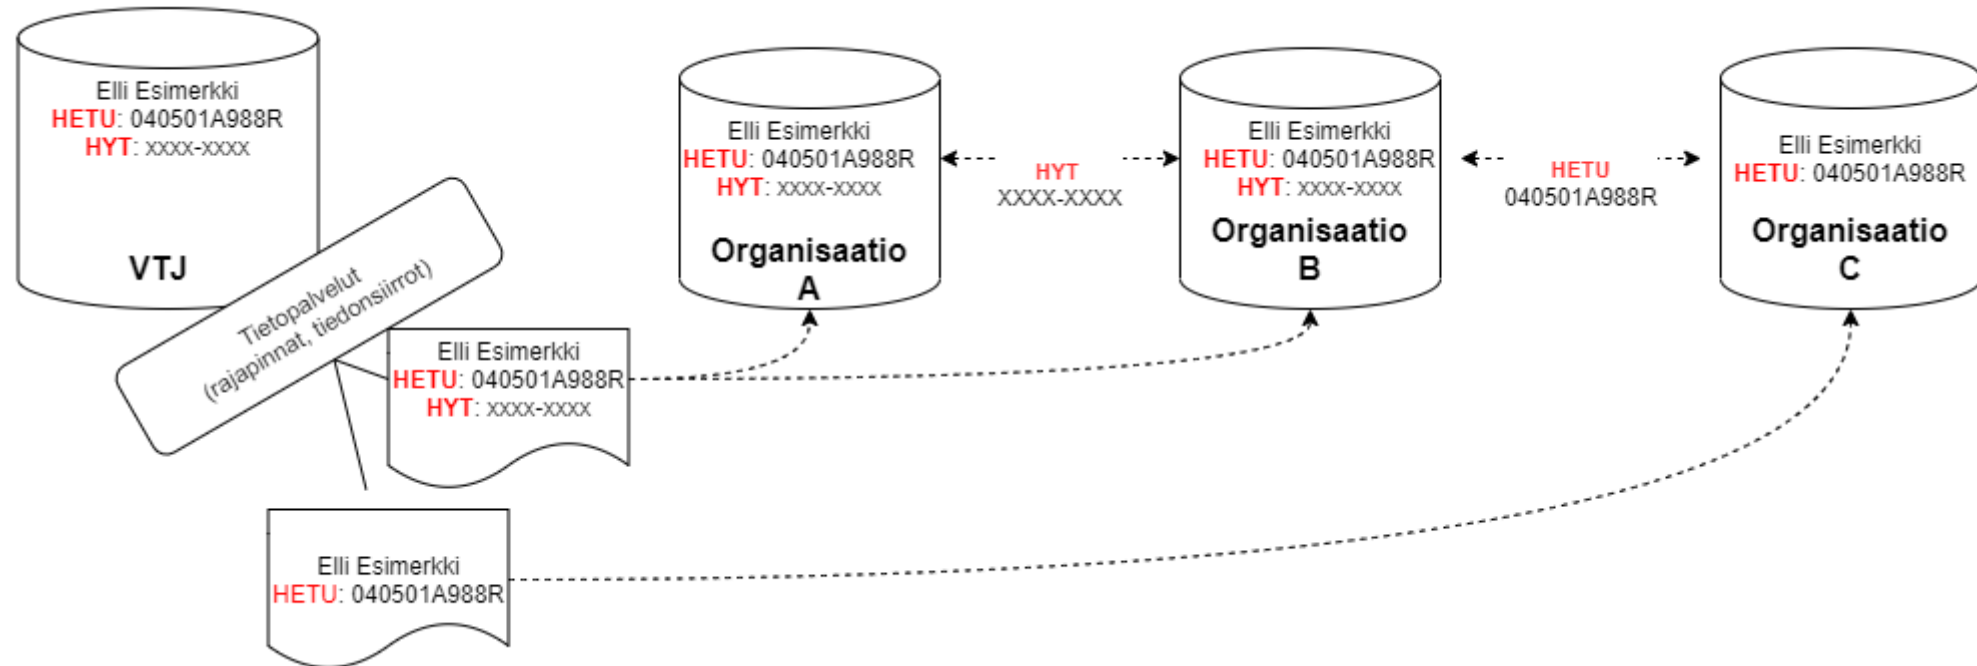 Elli Esimerkki
HETU: 040501A988R
HYT: xxxx-xxxx
VTJ
Tietopalvelut
(rajapinnat, tiedonsiirrot)
Elli Esimerkki
HETU: 040501A988R
HYT: xxxx-xxxx
Elli Esimerkki
HETU: 040501A988R
Elli Esimerkki
HETU: 040501A988R
HYT: xxxx-xxxx
Organisaatio
A
HYT
XXXX-XXXX
Elli Esimerkki
HETU: 040501A988R
HYT: xxxx-xxxx
Organisaatio
B
HETU
040501A988R
Elli Esimerkki
HETU: 040501A988R
Organisaatio
C